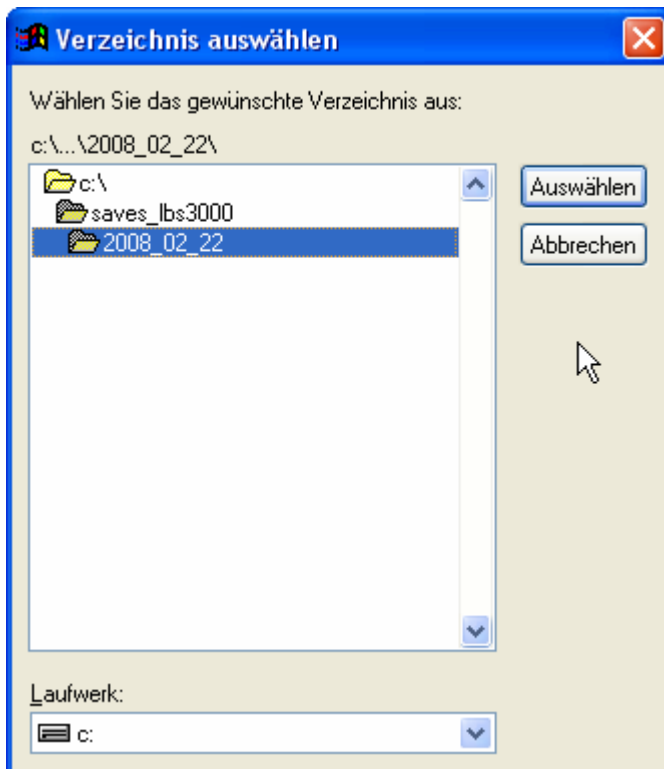 Verzeichnis auswählen
Wählen Sie das gewünschte Verzeichnis aus:
c:\...\2008_02_22\
c:\
saves_lbs3000
2008_02_22
Auswählen
Abbrechen
Laufwerk:
c: